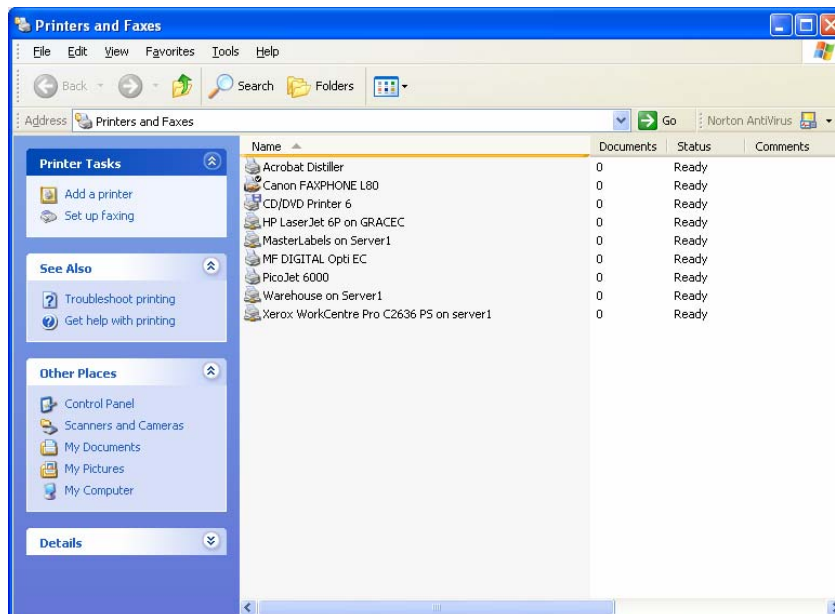 Printers and Faxes
File Edit View Favorites Tools Help
Back Search Folders
Address Printers and Faxes Go Norton AntiVirus
Name Documents Status Comments
Printer Tasks
Add a printer
Set up faxing
See Also
Troubleshoot printing
Get help with printing
Other Places
Control Panel
Scanners and Cameras
My Documents
My Pictures
My Computer
Details
Acrobat Distiller 0 Ready
Canon FAXPHONE L80 0 Ready
CD/DVD Printer 6 0 Ready
HP LaserJet 6P on GRACEC 0 Ready
MasterLabels on Server1 0 Ready
MF DIGITAL Opti EC 0 Ready
PicoJet 6000 0 Ready
Warehouse on Server1 0 Ready
Xerox WorkCentre Pro C2636 PS on server1 0 Ready